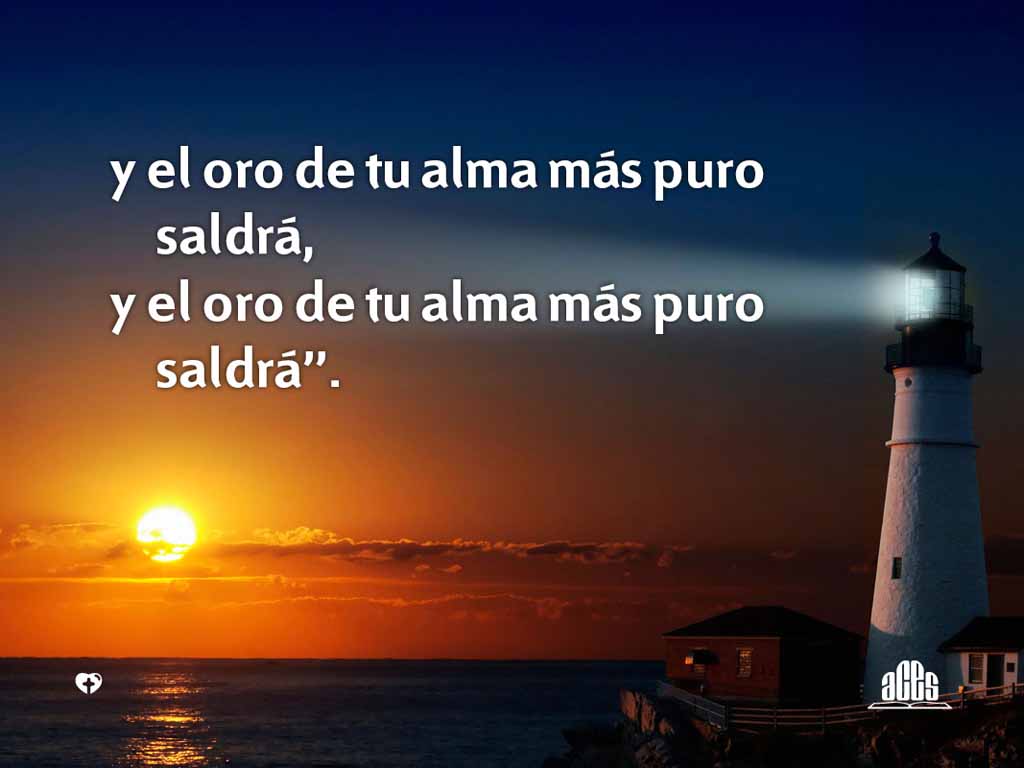 y el oro de tu alma más puro
saldrá,
y el oro de tu alma más puro
saldrá”.
aces